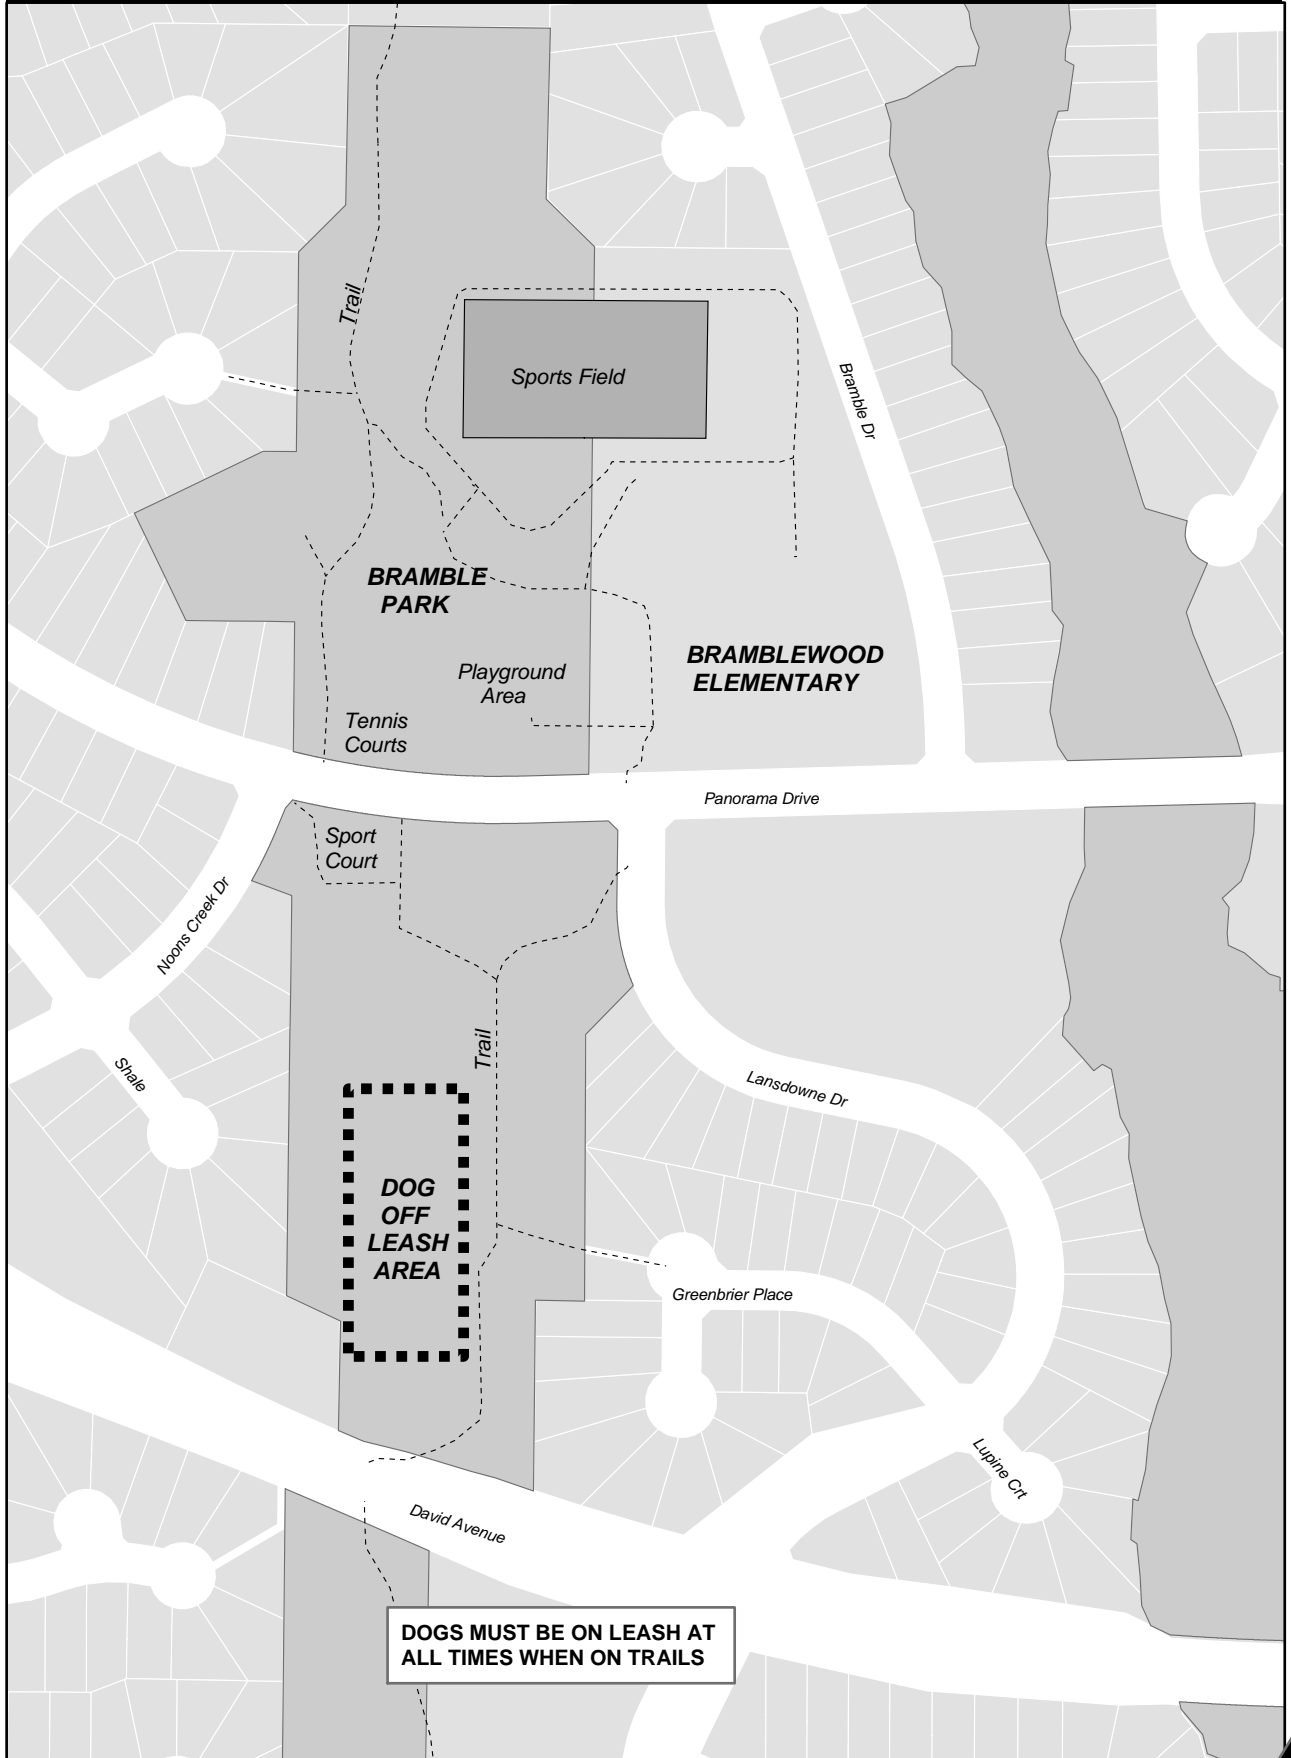 Trail
Sports Field
Bramble Dr
BRAMBLE
PARK
BRAMBLEWOOD
ELEMENTARY
Playground
Area
Tennis
Courts
Panorama Drive
Sport
Court
Noons Creek Dr
Trail
Shale
Lansdowne Dr
DOG
OFF
LEASH
AREA
Greenbrier Place
Lupine Crt
David Avenue
DOGS MUST BE ON LEASH AT
ALL TIMES WHEN ON TRAILS